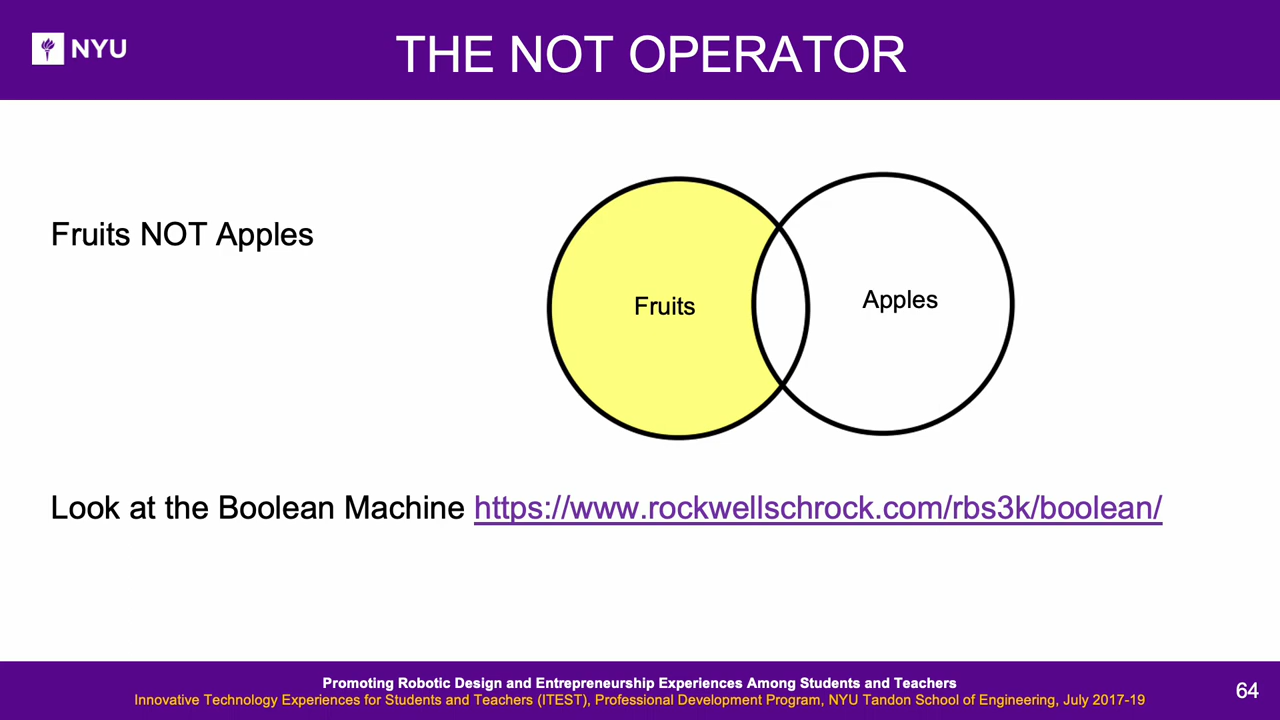 NYU
THE NOT OPERATOR
Fruits NOT Apples
Fruits
Apples
Look at the Boolean Machine https://www.rockwellschrock.com/rbs3k/boolean/
Promoting Robotic Design and Entrepreneurship Experiences Among Students and Teachers
Innovative Technology Experiences for Students and Teachers (ITEST), Professional Development Program, NYU Tandon School of Engineering, July 2017-19
64